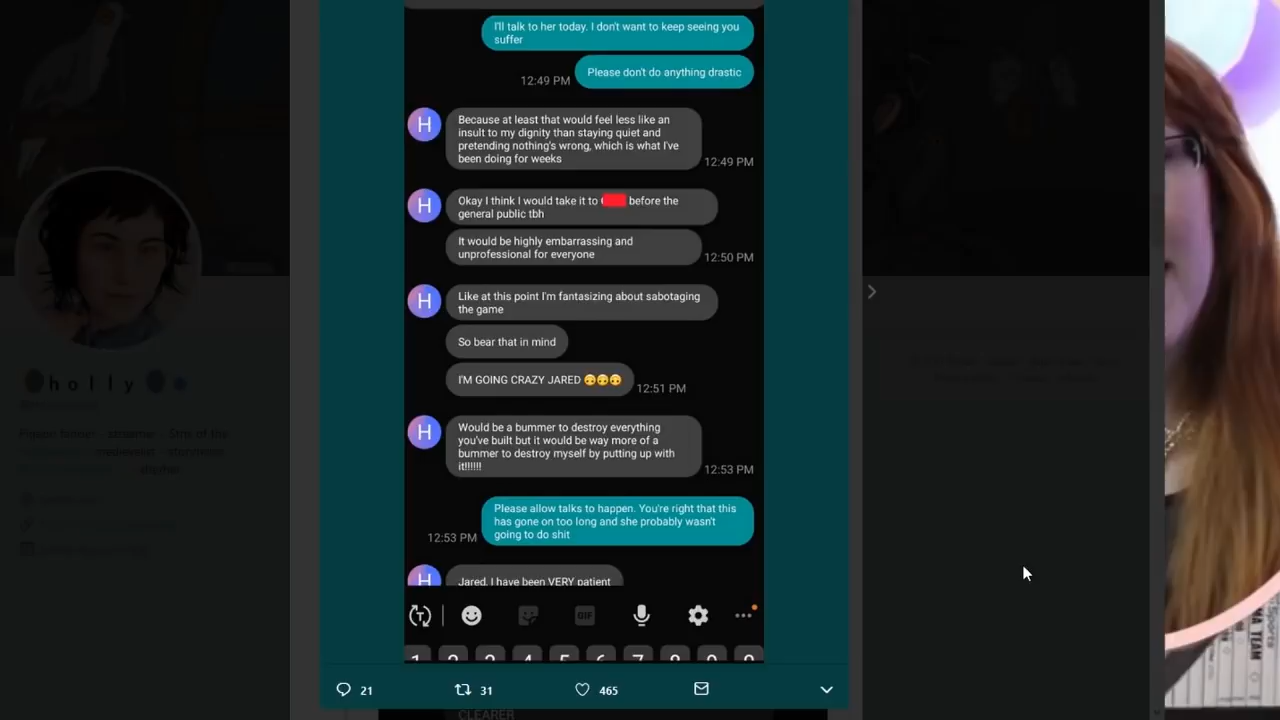 I'll talk to her today. I don't want to keep seeing you
suffer
Please don't do anything drastic
12:49 PM
H
Because at least that would feel less like an
insult to my dignity than staying quiet and
pretending nothing's wrong, which is what I've
been doing for weeks
12:49 PM
H
Okay I think I would take it to before the
general public tbh
It would be highly embarrassing and
unprofessional for everyone
12:50 PM
H
Like at this point I'm fantasizing about sabotaging
the game
So bear that in mind
I'M GOING CRAZY JARED 🙃🙃🙃
12:51 PM
H
Would be a bummer to destroy everything
you've built but it would be way more of a
bummer to destroy myself by putting up with
it!!!!!!
12:53 PM
Please allow talks to happen. You're right that this
has gone on too long and she probably wasn't
going to do shit
12:53 PM
H
Jared, I have been VERY patient
GIF
1 2 3 4 5 6 7 8 9 0
21
31
465
holly
CLEARER